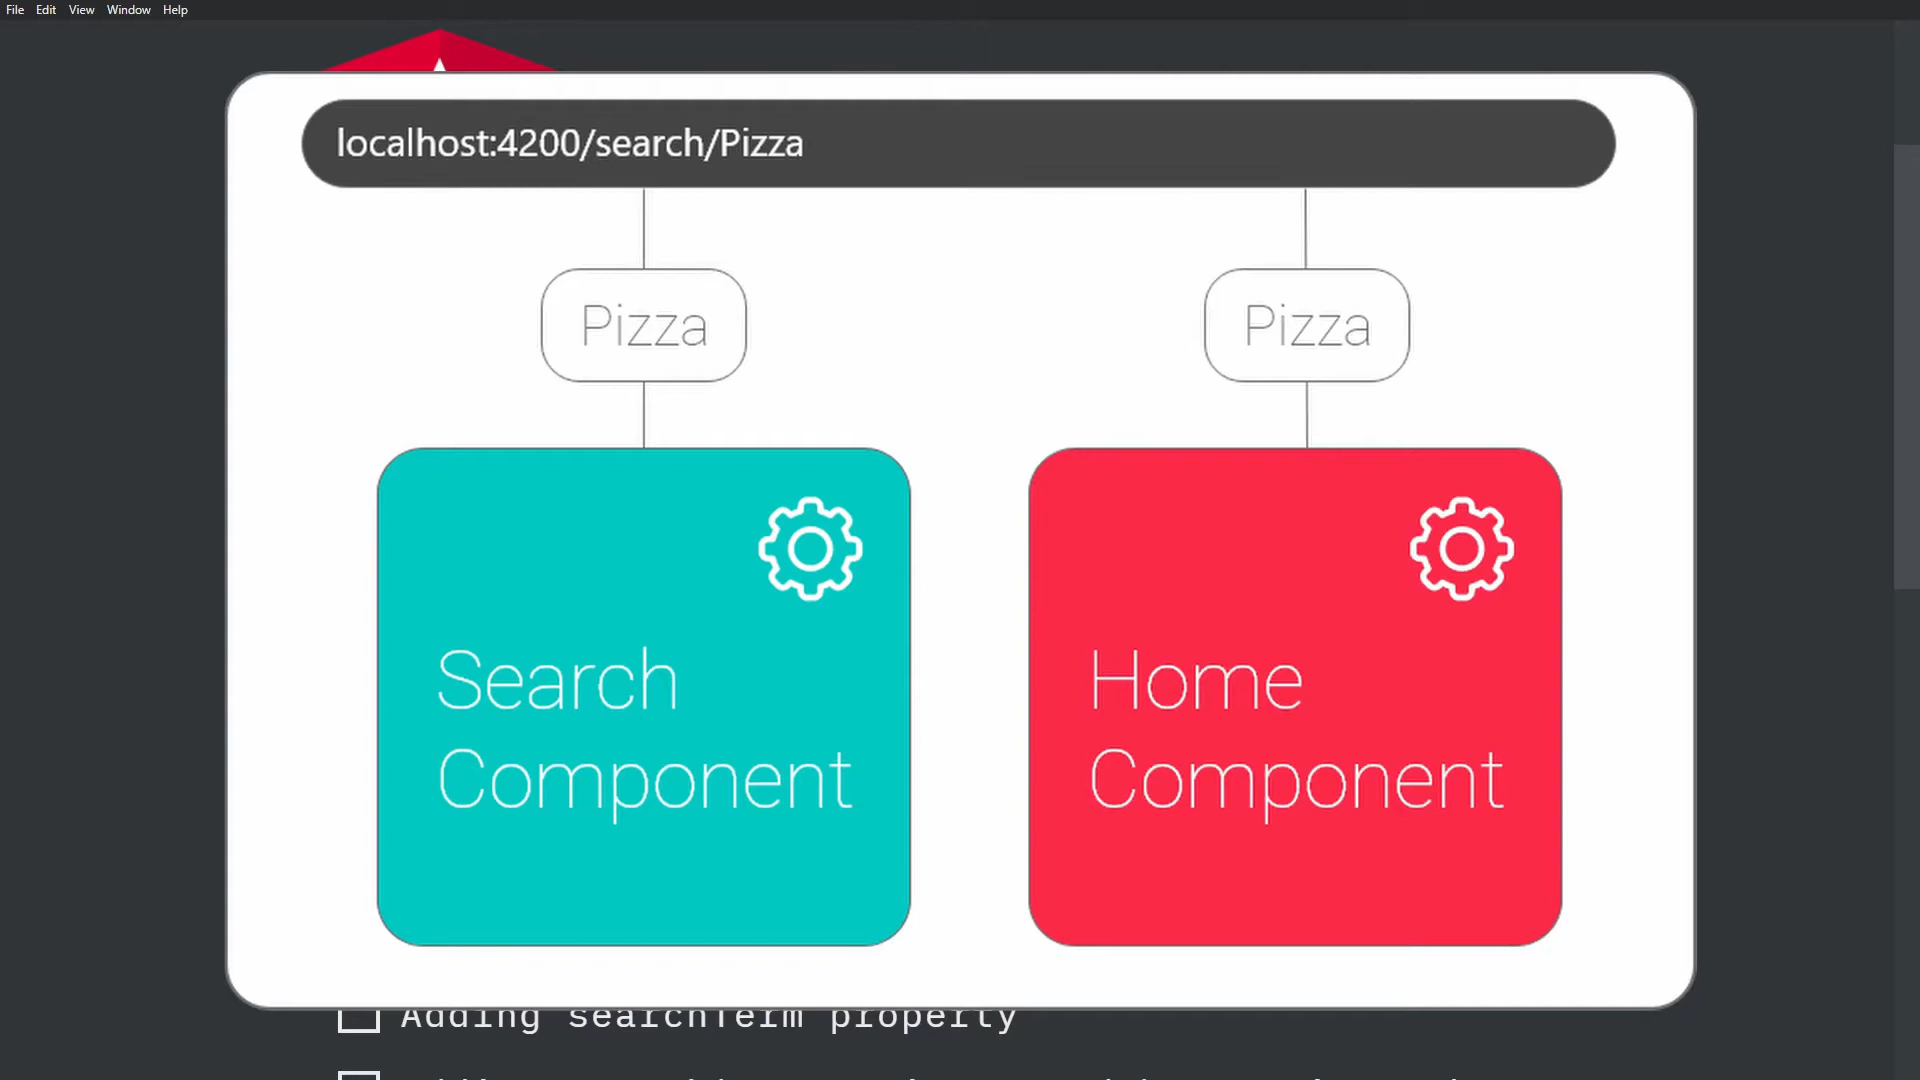 File Edit View Window Help
localhost:4200/search/Pizza
Pizza
Pizza
Search
Component
Home
Component
Adding searchTerm property